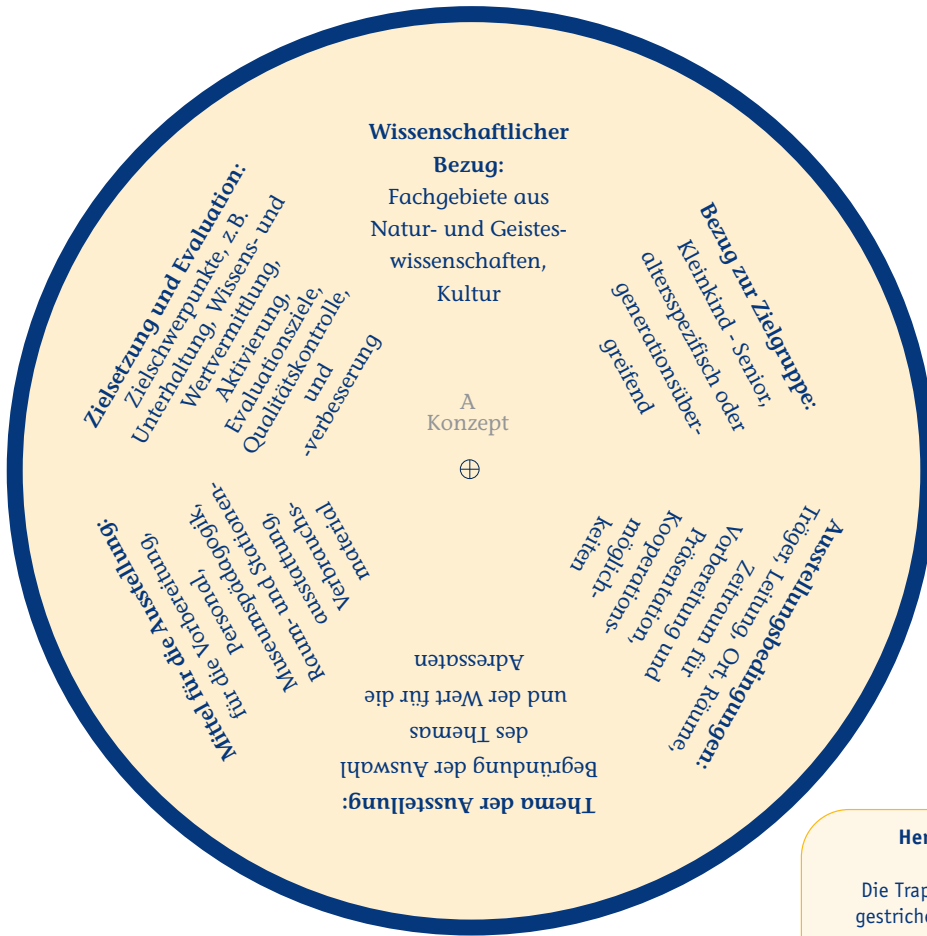 Wissenschaftlicher
Bezug:
Fachgebiete aus
Natur- und Geistes-
wissenschaften,
Kultur
Bezug zur Zielgruppe:
Kleinkind - Senior,
altersspezifisch oder
generationsüber-
greifend
Ausstellungsbedingungen:
Träger, Leitung, Ort, Räume,
Zeitraum für
Vorbereitung und
Präsentation,
Kooperations-
möglich-
keiten
Thema der Ausstellung:
Begründung der Auswahl
des Themas
und der Wert für die
Adressaten
Mittel für die Ausstellung:
für die Vorbereitung,
Personal,
Museumspädagogik,
Raum- und Stationen-
ausstattung,
Verbrauchs-
material
Zielsetzung und Evaluation:
Zielschwerpunkte, z.B.
Unterhaltung, Wissens- und
Wertvermittlung,
Aktivierung,
Evaluationsziele,
Qualitätskontrolle,
und
-verbesserung
A
Konzept
Her
Die Trap
gestriche